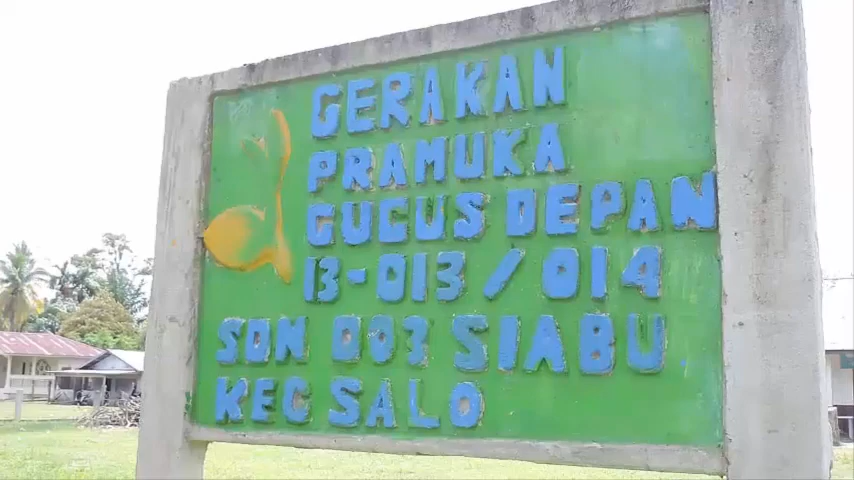 GERAKAN
PRAMUKA
GUGUS DEPAN
13-013/014
SDN 003 SIABU
KEC SALO